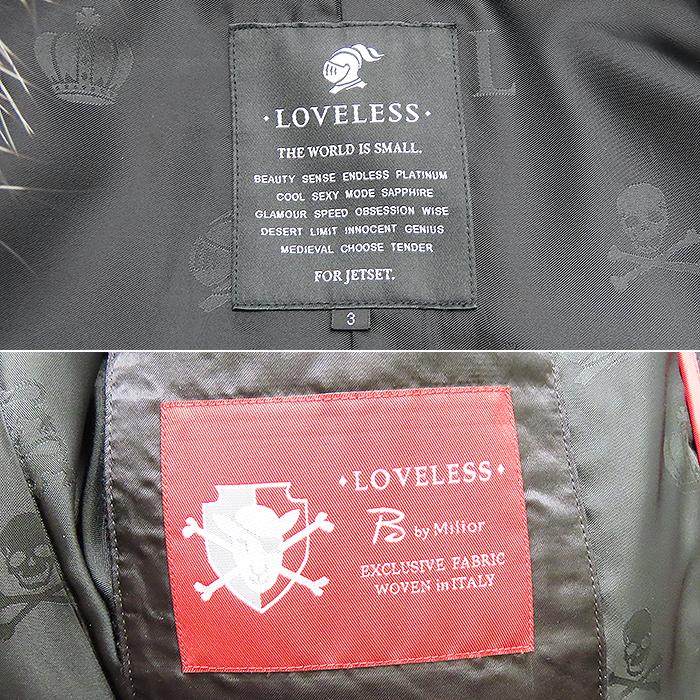 L
·LOVELESS·
THE WORLD IS SMALL.
BEAUTY SENSE ENDLESS PLATINUM
COOL SEXY MODE SAPPHIRE
GLAMOUR SPEED OBSESSION WISE
DESERT LIMIT INNOCENT GENIUS
MEDIEVAL CHOOSE TENDER
FOR JETSET.
3
·LOVELESS·
B by Milior
EXCLUSIVE FABRIC
WOVEN in ITALY